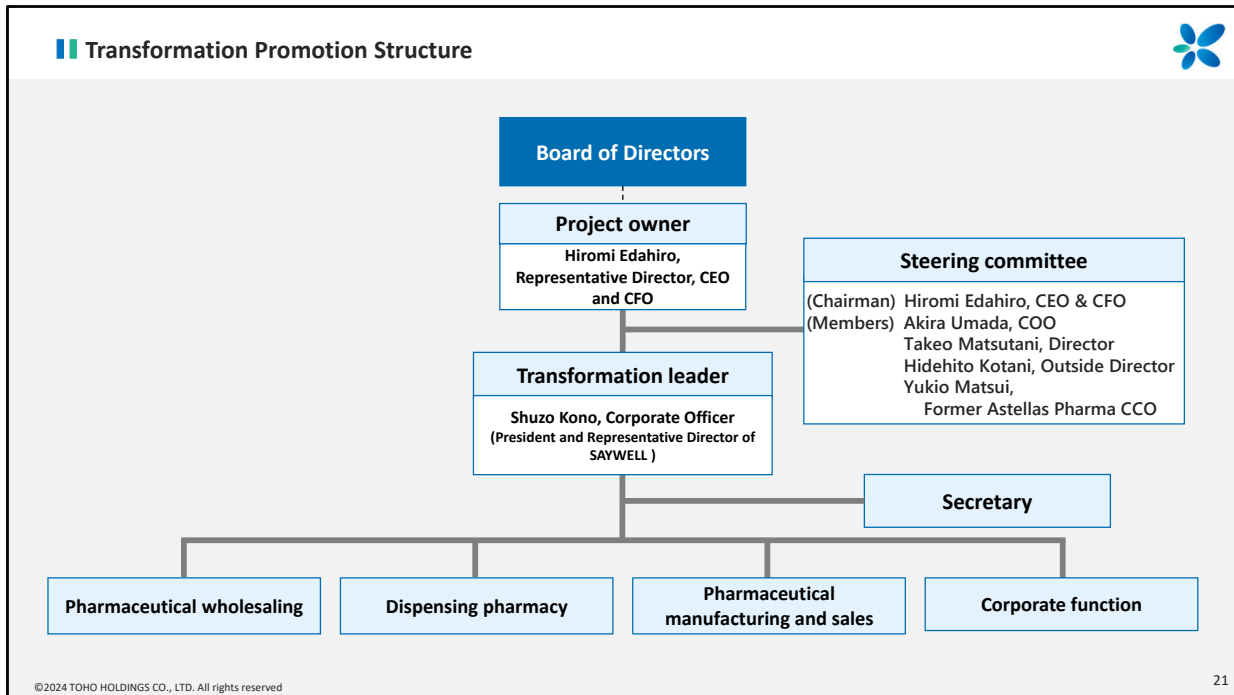 Transformation Promotion Structure
Board of Directors
Project owner
Hiromi Edahiro,
Representative Director, CEO
and CFO
Steering committee
(Chairman) Hiromi Edahiro, CEO & CFO
(Members) Akira Umada, COO
Takeo Matsutani, Director
Hidehito Kotani, Outside Director
Yukio Matsui,
Former Astellas Pharma CCO
Transformation leader
Shuzo Kono, Corporate Officer
(President and Representative Director of
SAYWELL )
Secretary
Pharmaceutical wholesaling
Dispensing pharmacy
Pharmaceutical
manufacturing and sales
Corporate function
©2024 TOHO HOLDINGS CO., LTD. All rights reserved
21